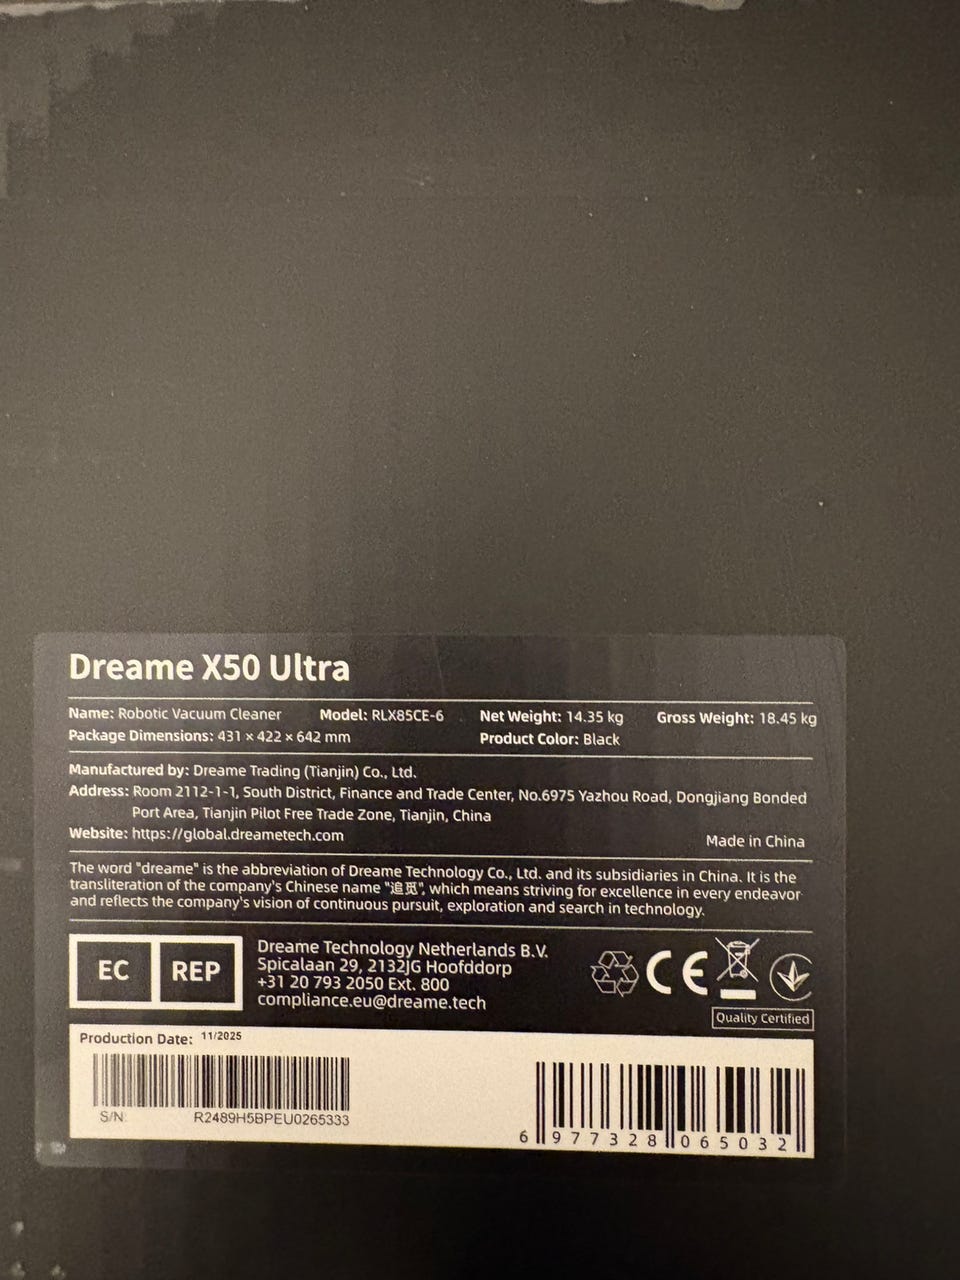 Dreame X50 Ultra
Name: Robotic Vacuum Cleaner Model: RLX85CE-6 Net Weight: 14.35 kg Gross Weight: 18.45 kg
Package Dimensions: 431 × 422 × 642 mm Product Color: Black
Manufactured by: Dreame Trading (Tianjin) Co., Ltd.
Address: Room 2112-1-1, South District, Finance and Trade Center, No.6975 Yazhou Road, Dongjiang Bonded
Port Area, Tianjin Pilot Free Trade Zone, Tianjin, China
Website: https://global.dreametech.com
Made in China
The word "dreame" is the abbreviation of Dreame Technology Co., Ltd. and its subsidiaries in China. It is the
transliteration of the company's Chinese name "追觅", which means striving for excellence in every endeavor
and reflects the company's vision of continuous pursuit, exploration and search in technology.
EC REP
Dreame Technology Netherlands B.V.
Spicalaan 29, 2132JG Hoofddorp
+31 20 793 2050 Ext. 800
compliance.eu@dreame.tech
CE
Quality Certified
Production Date: 11/2025
S/N: R2489H5BPEU0265333
6 977328 065032